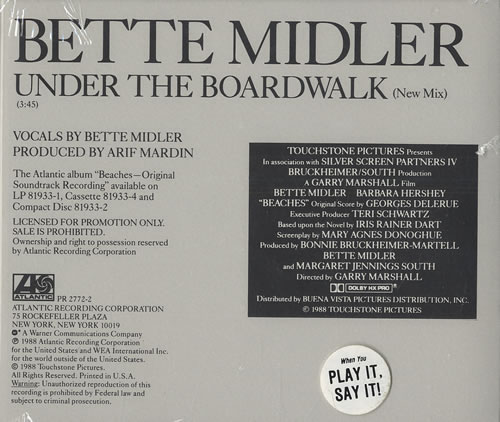 BETTE MIDLER
UNDER THE BOARDWALK (New Mix)
(3:45)
VOCALS BY BETTE MIDLER
PRODUCED BY ARIF MARDIN
The Atlantic album "Beaches—Original
Soundtrack Recording" available on
LP 81933-1, Cassette 81933-4 and
Compact Disc 81933-2
LICENSED FOR PROMOTION ONLY.
SALE IS PROHIBITED.
Ownership and right to possession reserved
by Atlantic Recording Corporation
TOUCHSTONE PICTURES Presents
In association with SILVER SCREEN PARTNERS IV
BRUCKHEIMER/SOUTH Production
A GARRY MARSHALL Film
BETTE MIDLER BARBARA HERSHEY
"BEACHES" Original Score by GEORGES DELERUE
Executive Producer TERI SCHWARTZ
Based upon the Novel by IRIS RAINER DART
Screenplay by MARY AGNES DONOGHUE
Produced by BONNIE BRUCKHEIMER-MARTELL
BETTE MIDLER
and MARGARET JENNINGS SOUTH
Directed by GARRY MARSHALL
DOLBY HX PRO
Distributed by BUENA VISTA PICTURES DISTRIBUTION, INC.
© 1988 TOUCHSTONE PICTURES
ATLANTIC PR 2772-2
ATLANTIC RECORDING CORPORATION
75 ROCKEFELLER PLAZA
NEW YORK, NEW YORK 10019
* A Warner Communications Company
℗ 1988 Atlantic Recording Corporation
for the United States and WEA International Inc.
for the world outside of the United States.
© 1988 Touchstone Pictures.
All Rights Reserved. Printed in U.S.A.
Warning: Unauthorized reproduction of this
recording is prohibited by Federal law and
subject to criminal prosecution.
When You
PLAY IT,
SAY IT!